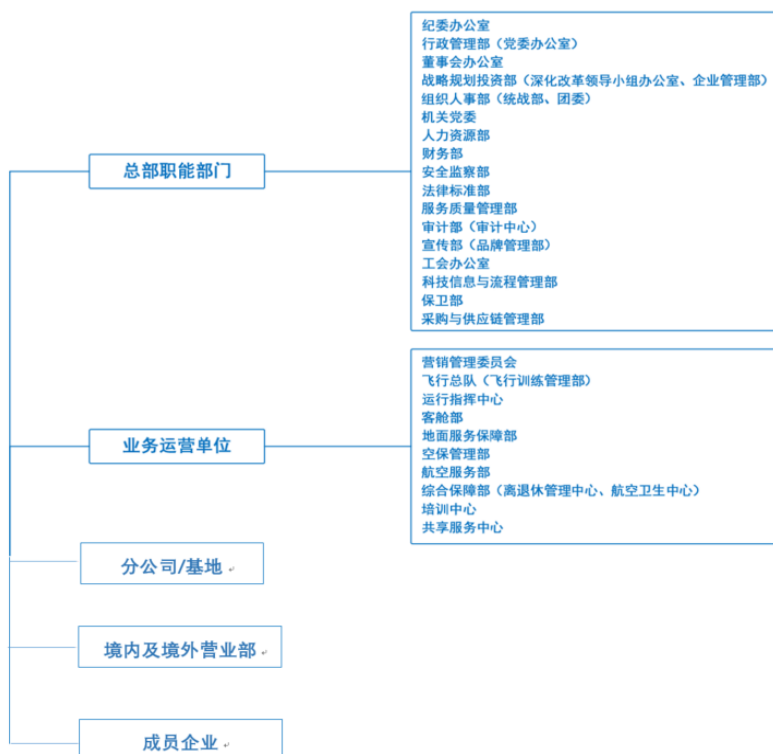 总部职能部门
纪委办公室
行政管理部（党委办公室）
董事会办公室
战略规划投资部（深化改革领导小组办公室、企业管理部）
组织人事部（统战部、团委）
机关党委
人力资源部
财务部
安全监察部
法律标准部
服务质量管理部
审计部（审计中心）
宣传部（品牌管理部）
工会办公室
科技信息与流程管理部
保卫部
采购与供应链管理部
业务运营单位
营销管理委员会
飞行总队（飞行训练管理部）
运行指挥中心
客舱部
地面服务保障部
空保管理部
航空服务部
综合保障部（离退休管理中心、航空卫生中心）
培训中心
共享服务中心
分公司/基地
境内及境外营业部
成员企业